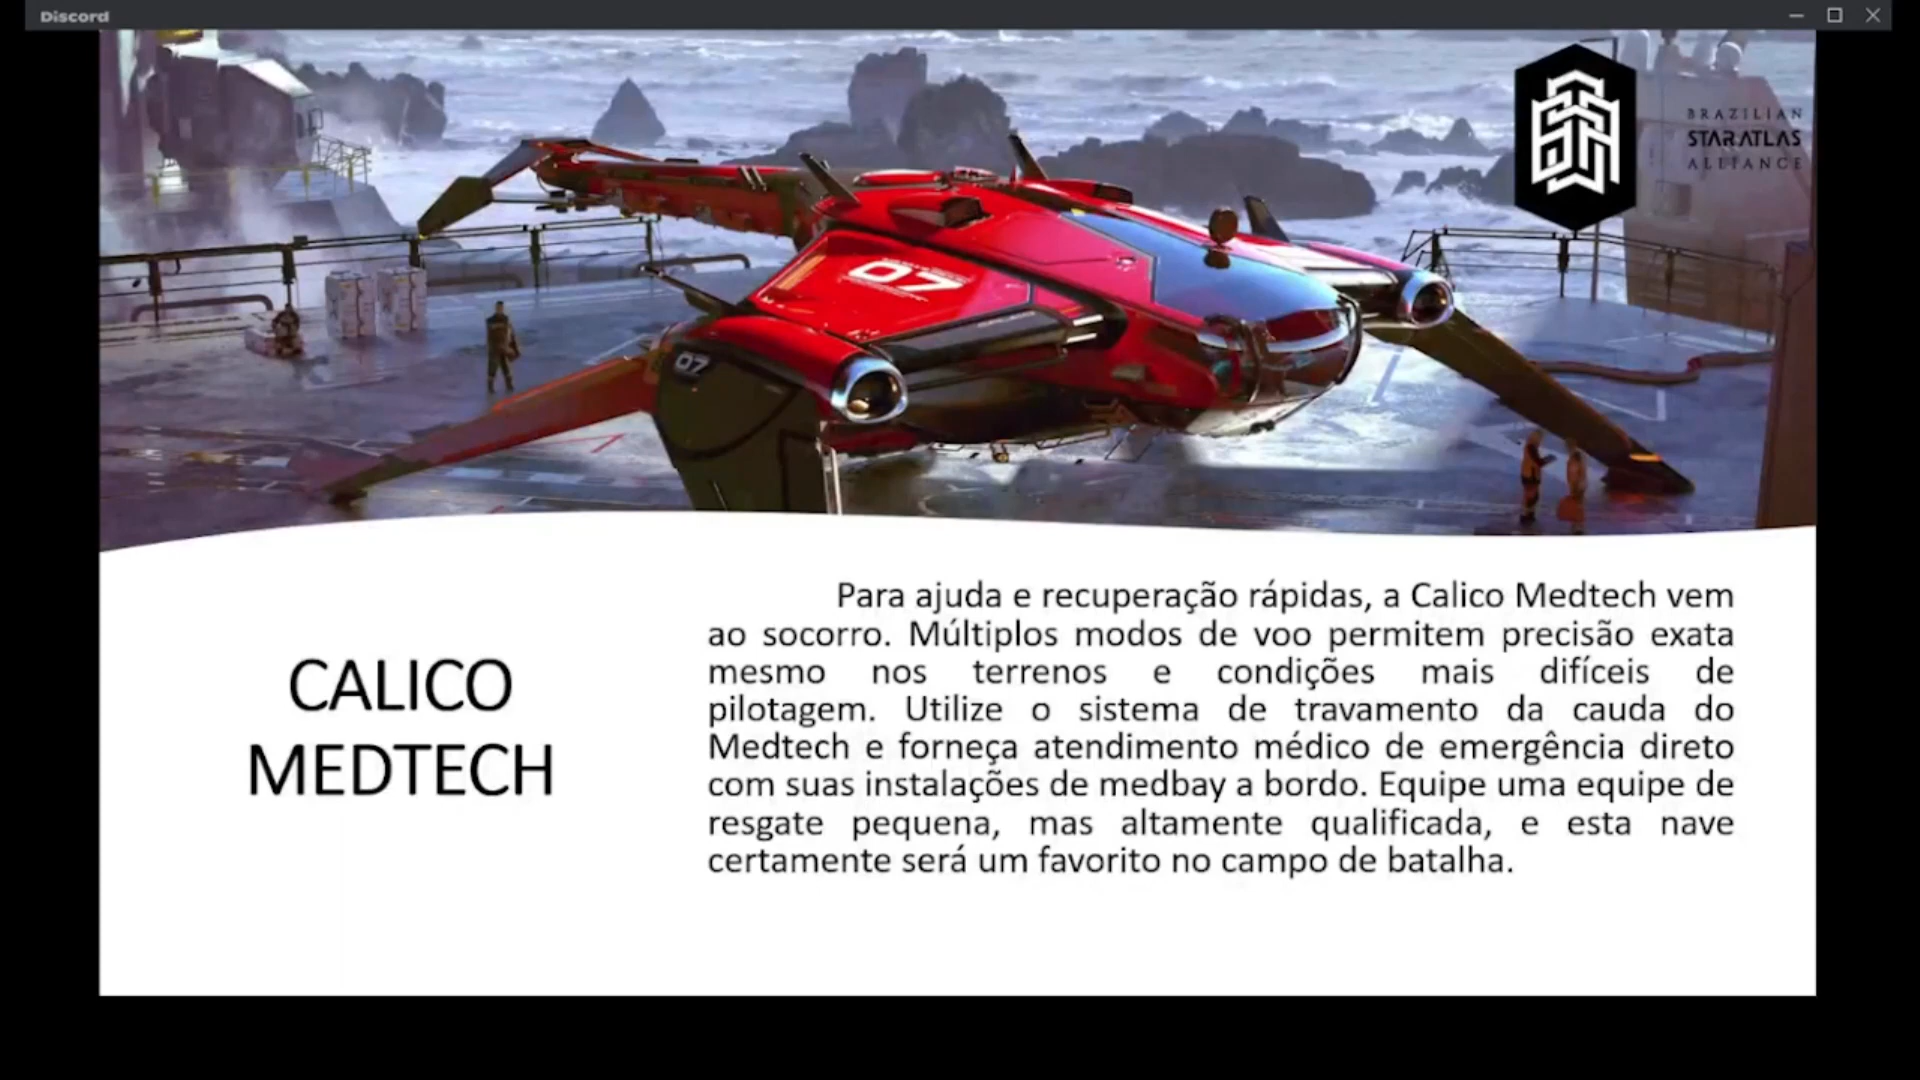 Discord
BRAZILIAN
STAR ATLAS
ALLIANCE
07
07
CALICO
MEDTECH
Para ajuda e recuperação rápidas, a Calico Medtech vem
ao socorro. Múltiplos modos de voo permitem precisão exata
mesmo nos terrenos e condições mais difíceis de
pilotagem. Utilize o sistema de travamento da cauda do
Medtech e forneça atendimento médico de emergência direto
com suas instalações de medbay a bordo. Equipe uma equipe de
resgate pequena, mas altamente qualificada, e esta nave
certamente será um favorito no campo de batalha.